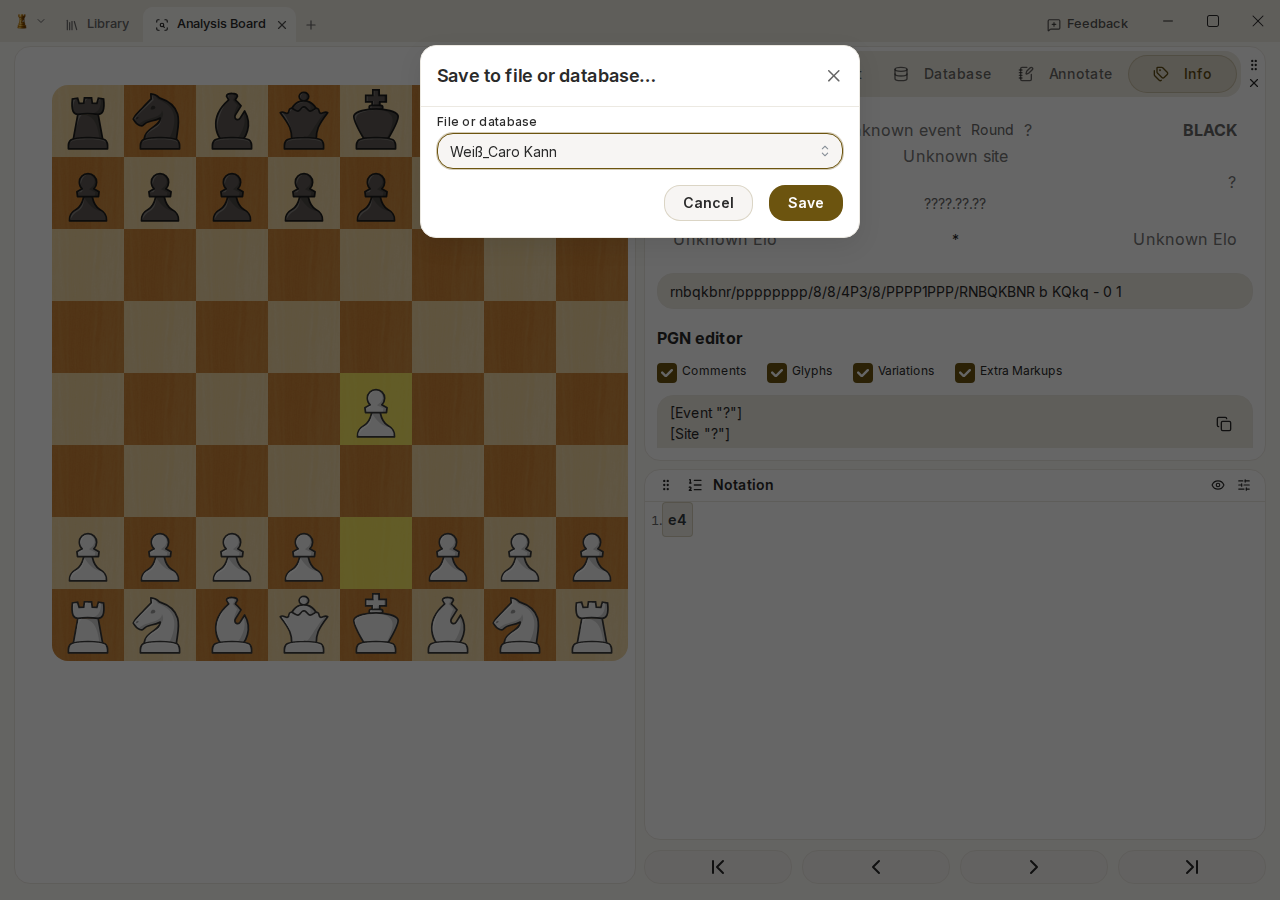 Library
Analysis Board
Feedback
Save to file or database...
File or database
Weiß_Caro Kann
Cancel
Save
Database
Annotate
Info
Round ?
BLACK
Unknown site
?
????.??.??
Unknown Elo
*
Unknown Elo
rnbqkbnr/pppppppp/8/8/4P3/8/PPPP1PPP/RNBQKBNR b KQkq - 0 1
PGN editor
Comments
Glyphs
Variations
Extra Markups
[Event "?"]
[Site "?"]
Notation
1. e4